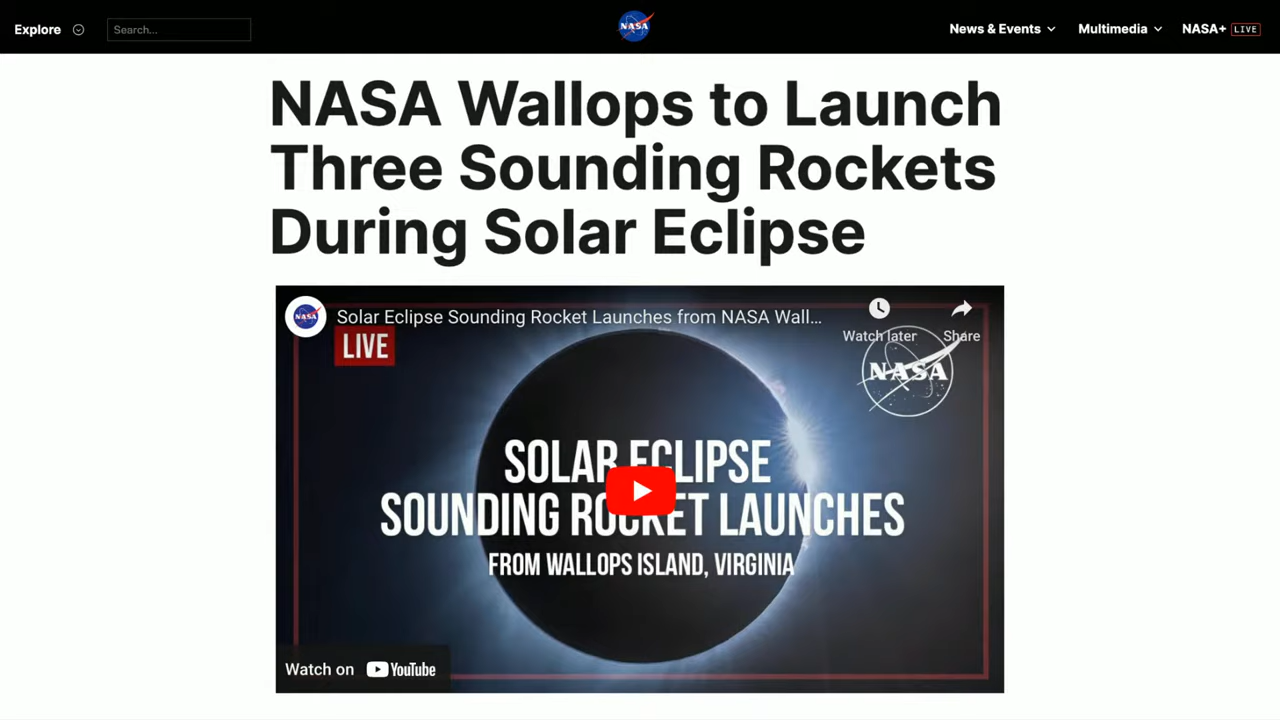 Explore
Search...
NASA
News & Events
Multimedia
NASA+ LIVE
NASA Wallops to Launch
Three Sounding Rockets
During Solar Eclipse
NASA
Solar Eclipse Sounding Rocket Launches from NASA Wall...
Watch later
Share
LIVE
NASA
SOLAR ECLIPSE
SOUNDING ROCKET LAUNCHES
FROM WALLOPS ISLAND, VIRGINIA
Watch on YouTube